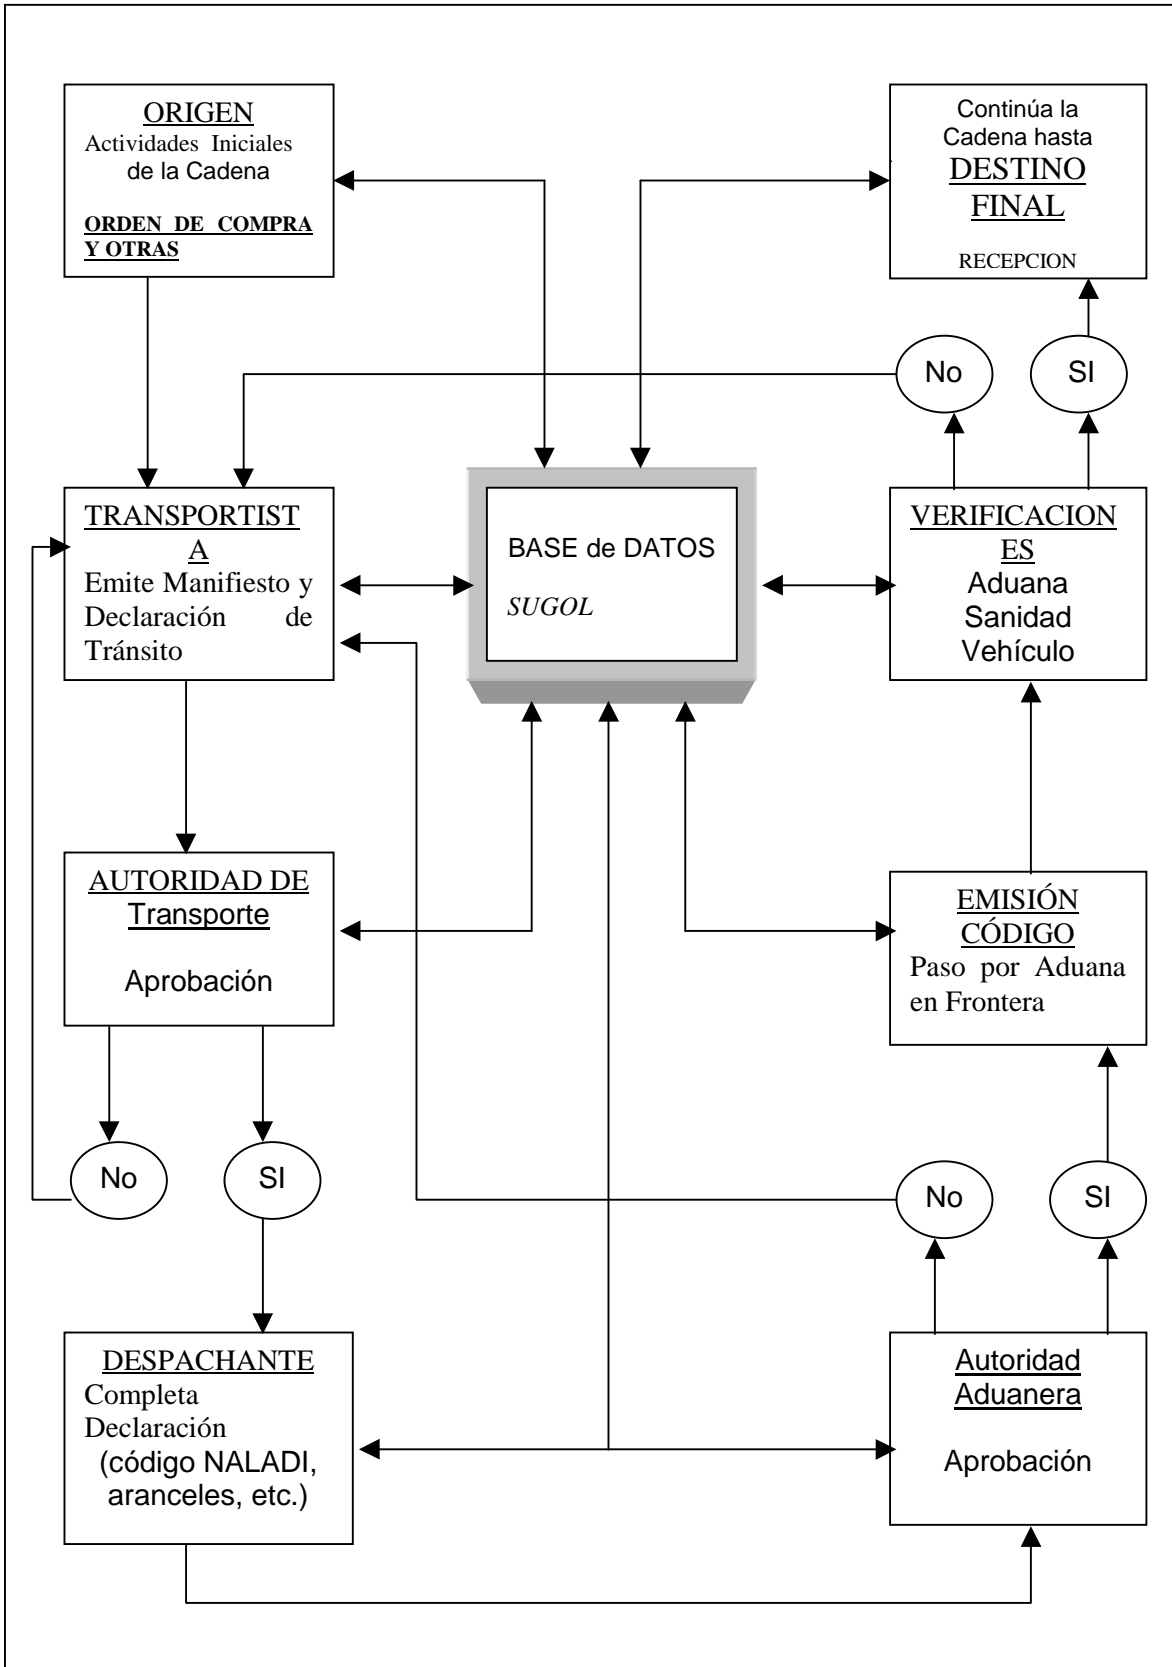 ORIGEN
Actividades Iniciales
de la Cadena
ORDEN DE COMPRA
Y OTRAS
Continúa la
Cadena hasta
DESTINO
FINAL
RECEPCION
No
SI
TRANSPORTIST
A
Emite Manifiesto y
Declaración de
Tránsito
BASE de DATOS
SUGOL
VERIFICACION
ES
Aduana
Sanidad
Vehículo
AUTORIDAD DE
Transporte
Aprobación
EMISIÓN
CÓDIGO
Paso por Aduana
en Frontera
No
SI
No
SI
DESPACHANTE
Completa
Declaración
(código NALADI,
aranceles, etc.)
Autoridad
Aduanera
Aprobación